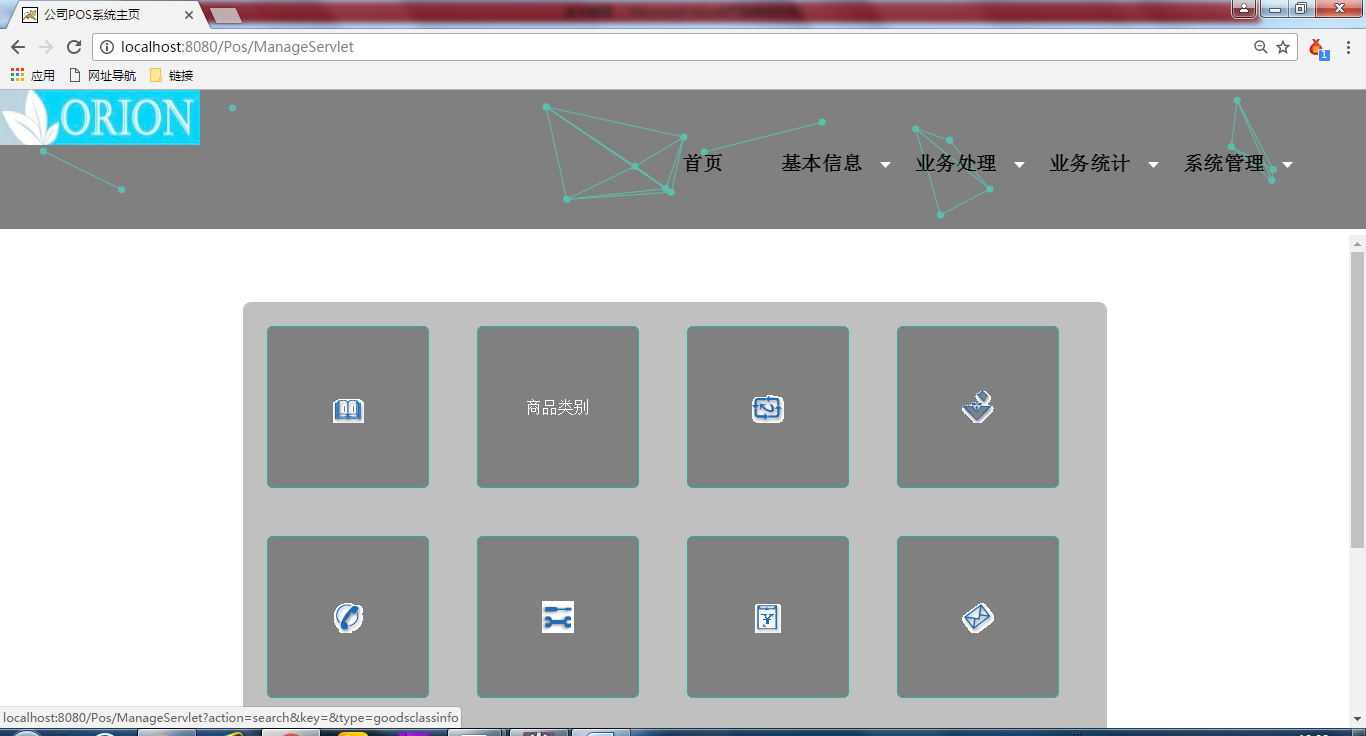 公司POS系统主页
localhost:8080/Pos/ManageServlet
应用 网址导航 链接
ORION
首页 基本信息 业务处理 业务统计 系统管理
商品类别
localhost:8080/Pos/ManageServlet?action=search&key=&type=goodsclassinfo